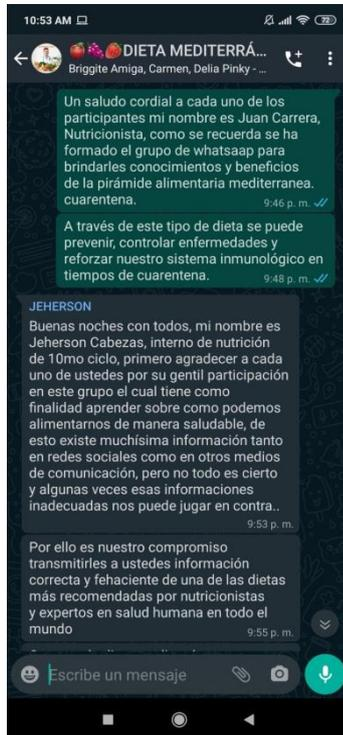 10:53 AM
72
DIETA MEDITERRÁ...
Briggite Amiga, Carmen, Delia Pinky - ...
Un saludo cordial a cada uno de los
participantes mi nombre es Juan Carrera,
Nutricionista, como se recuerda se ha
formado el grupo de whatsaap para
brindarles conocimientos y beneficios
de la pirámide alimentaria mediterranea.
cuarentena.
9:46 p. m.
A través de este tipo de dieta se puede
prevenir, controlar enfermedades y
reforzar nuestro sistema inmunológico en
tiempos de cuarentena.
9:48 p. m.
JEHERSON
Buenas noches con todos, mi nombre es
Jeherson Cabezas, interno de nutrición
de 10mo ciclo, primero agradecer a cada
uno de ustedes por su gentil participación
en este grupo el cual tiene como
finalidad aprender sobre como podemos
alimentarnos de manera saludable, de
esto existe muchísima información tanto
en redes sociales como en otros medios
de comunicación, pero no todo es cierto
y algunas veces esas informaciones
inadecuadas nos puede jugar en contra..
9:53 p. m.
Por ello es nuestro compromiso
transmitirles a ustedes información
correcta y fehaciente de una de las dietas
más recomendadas por nutricionistas
y expertos en salud humana en todo el
mundo
9:55 p. m.
Escribe un mensaje